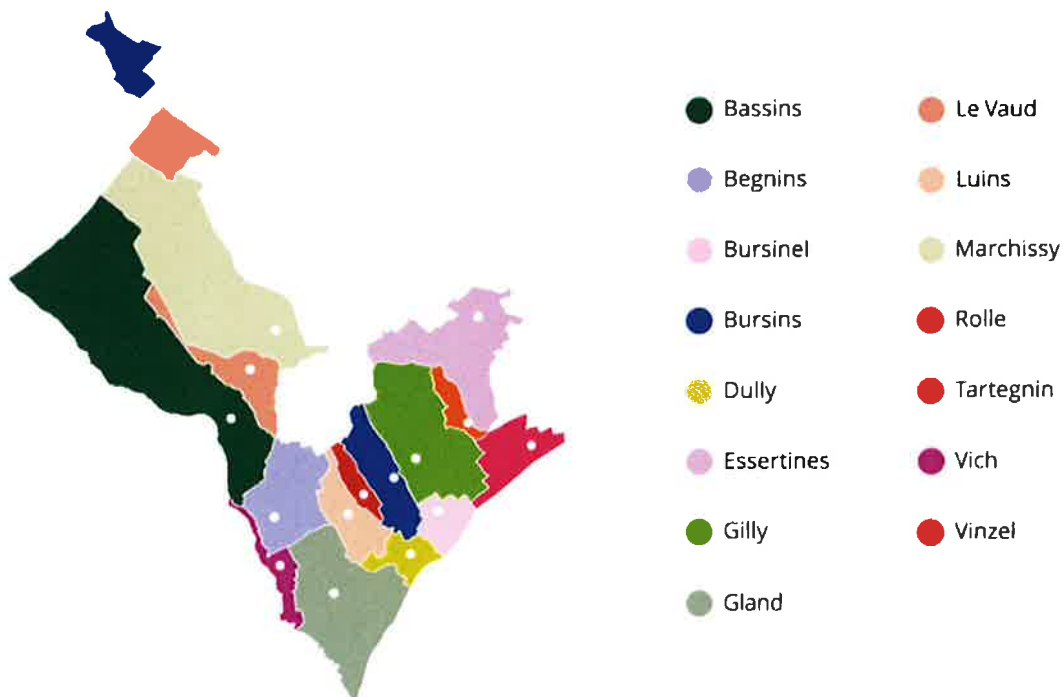 Bassins
Begnins
Bursinel
Bursins
Dully
Essertines
Gilly
Gland
Le Vaud
Luins
Marchissy
Rolle
Tartegnin
Vich
Vinzel